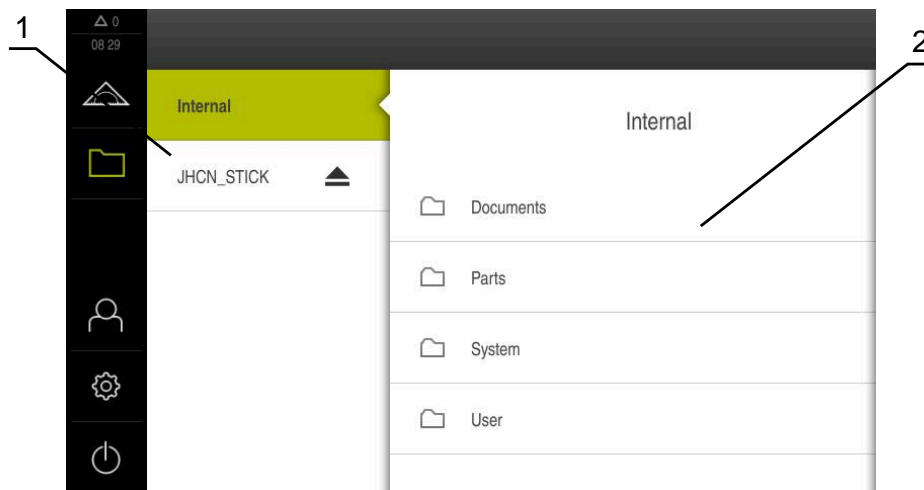 1
0
08 29
2
Internal
Internal
JHCN_STICK
Documents
Parts
System
User